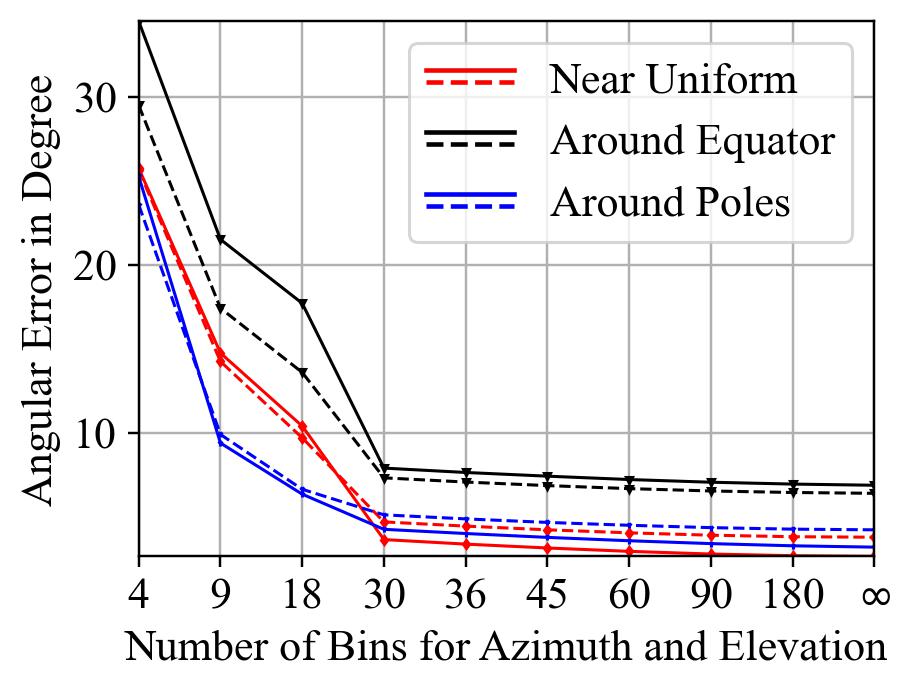 Angular Error in Degree
30
20
10
Near Uniform
Around Equator
Around Poles
4 9 18 30 36 45 60 90 180 ∞
Number of Bins for Azimuth and Elevation